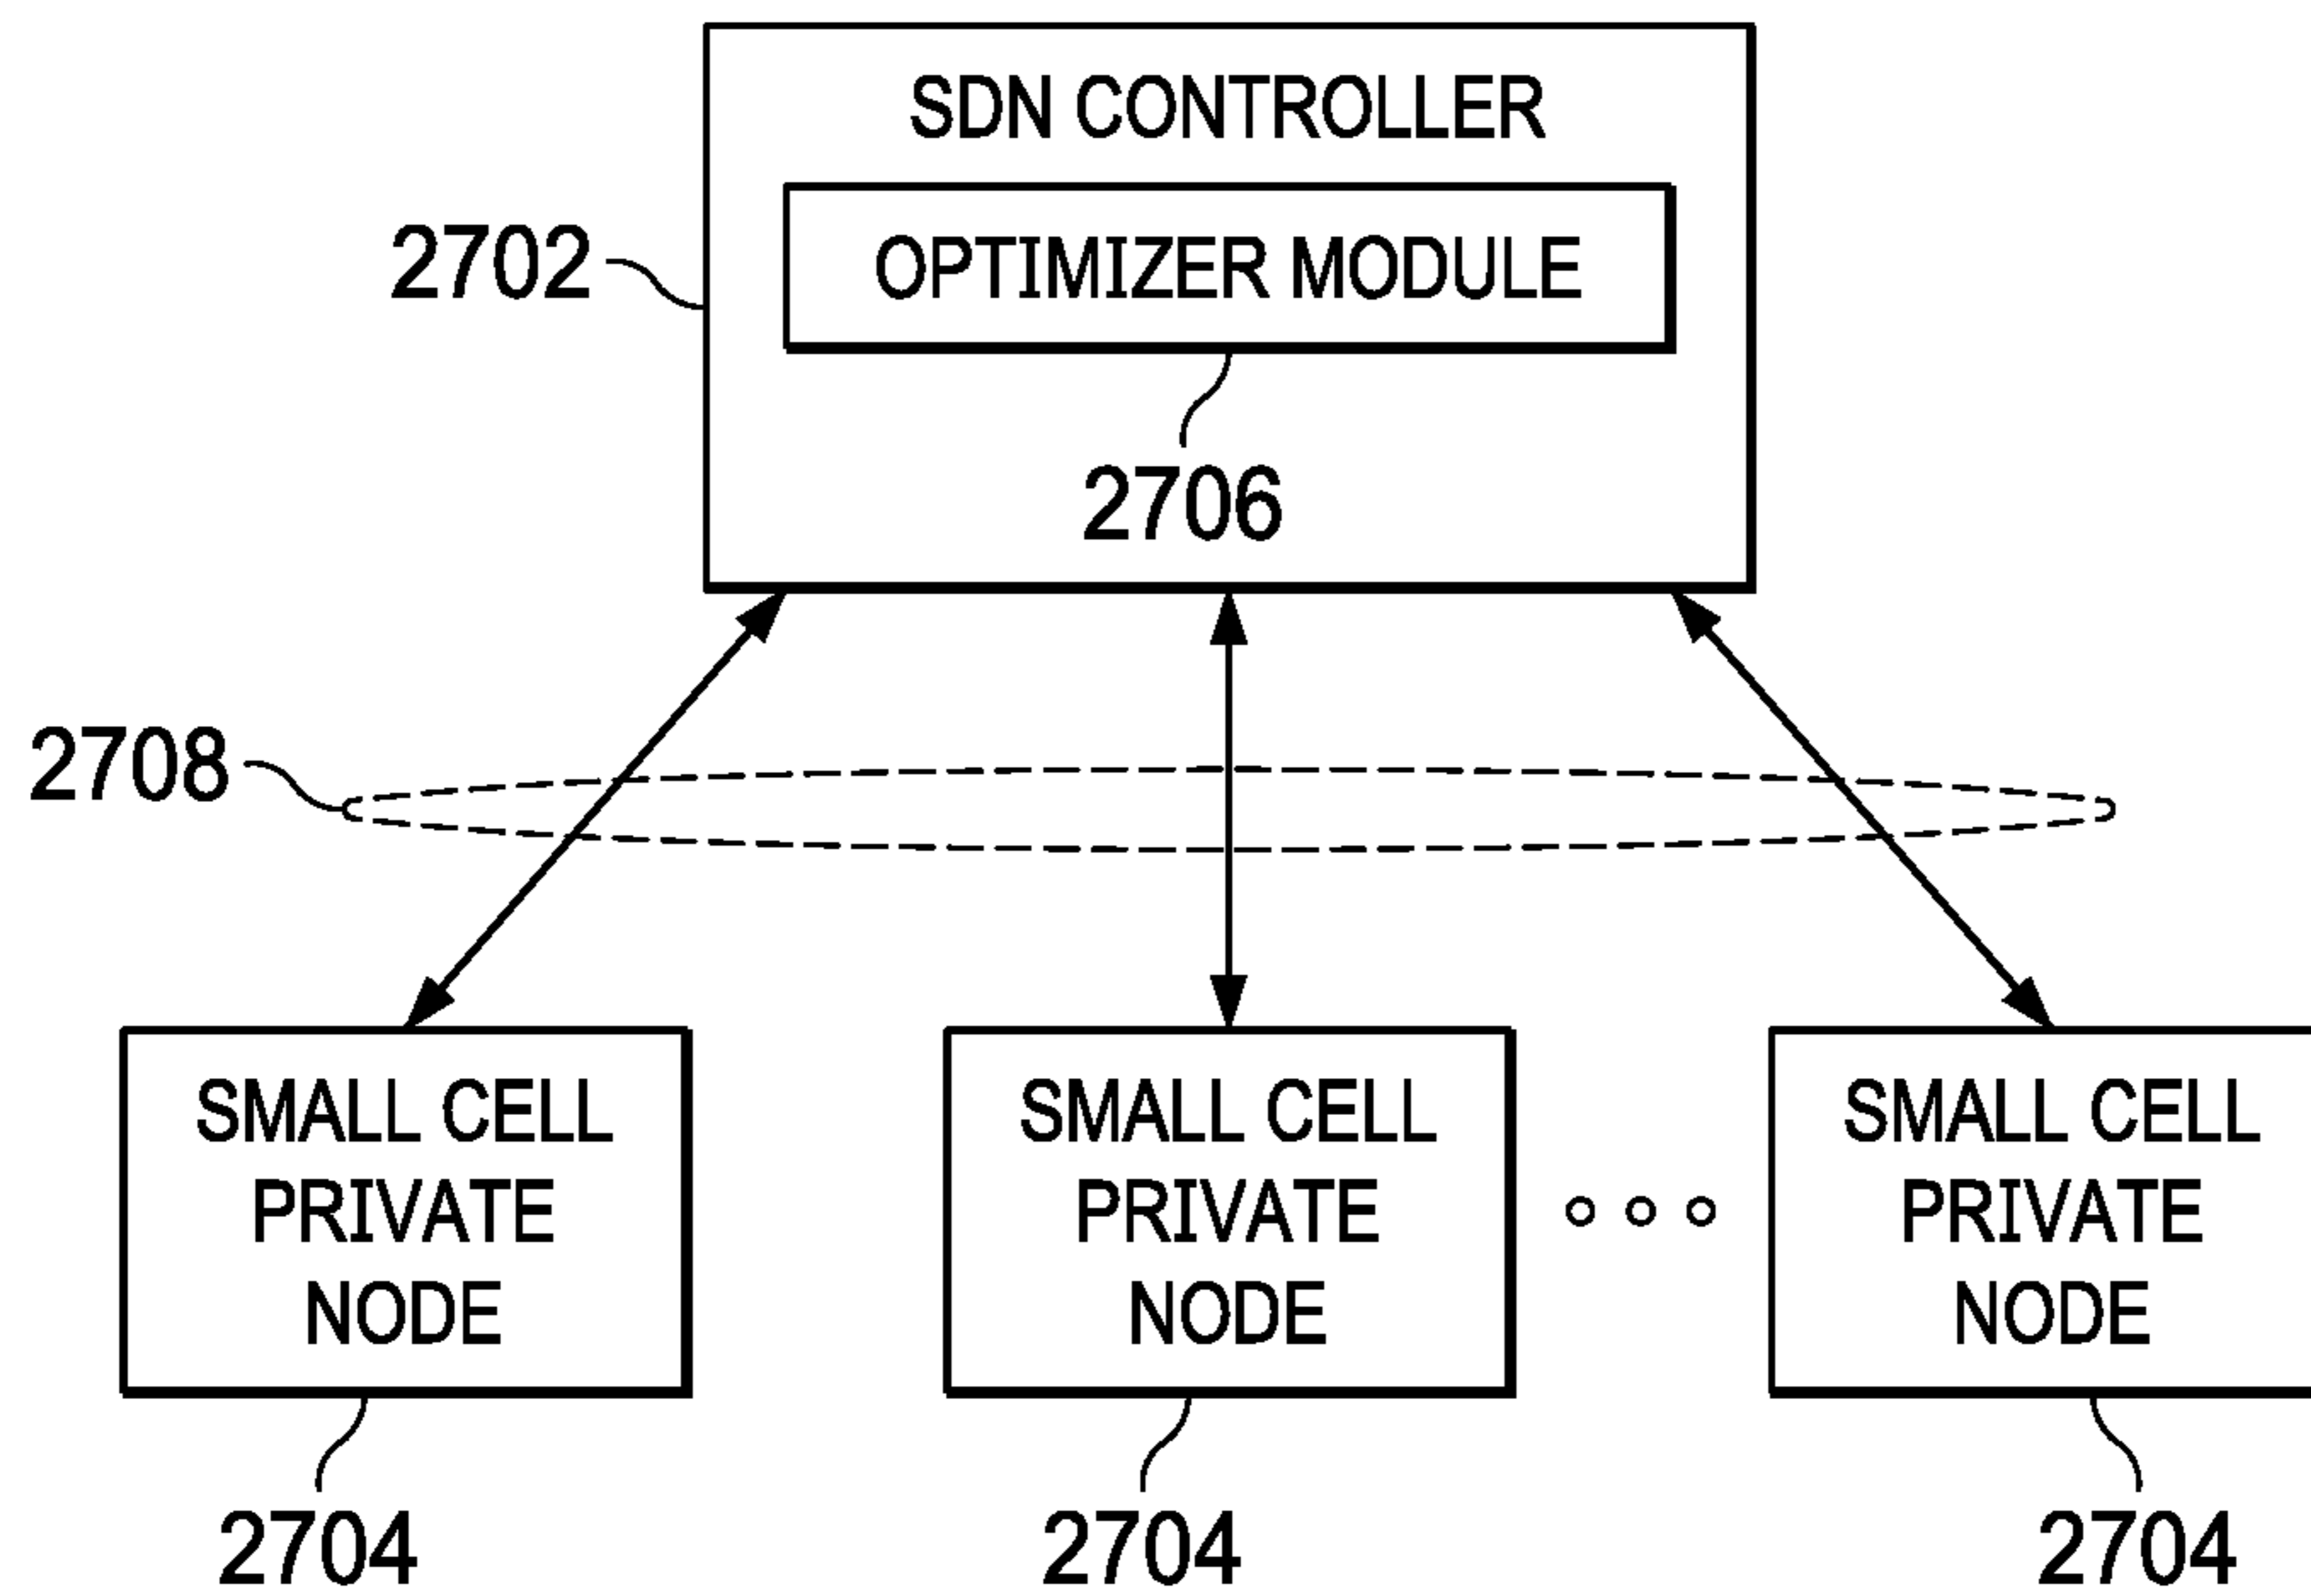 SDN CONTROLLER
OPTIMIZER MODULE
2702
2706
2708
SMALL CELL
PRIVATE
NODE
SMALL CELL
PRIVATE
NODE
SMALL CELL
PRIVATE
NODE
2704
2704
2704